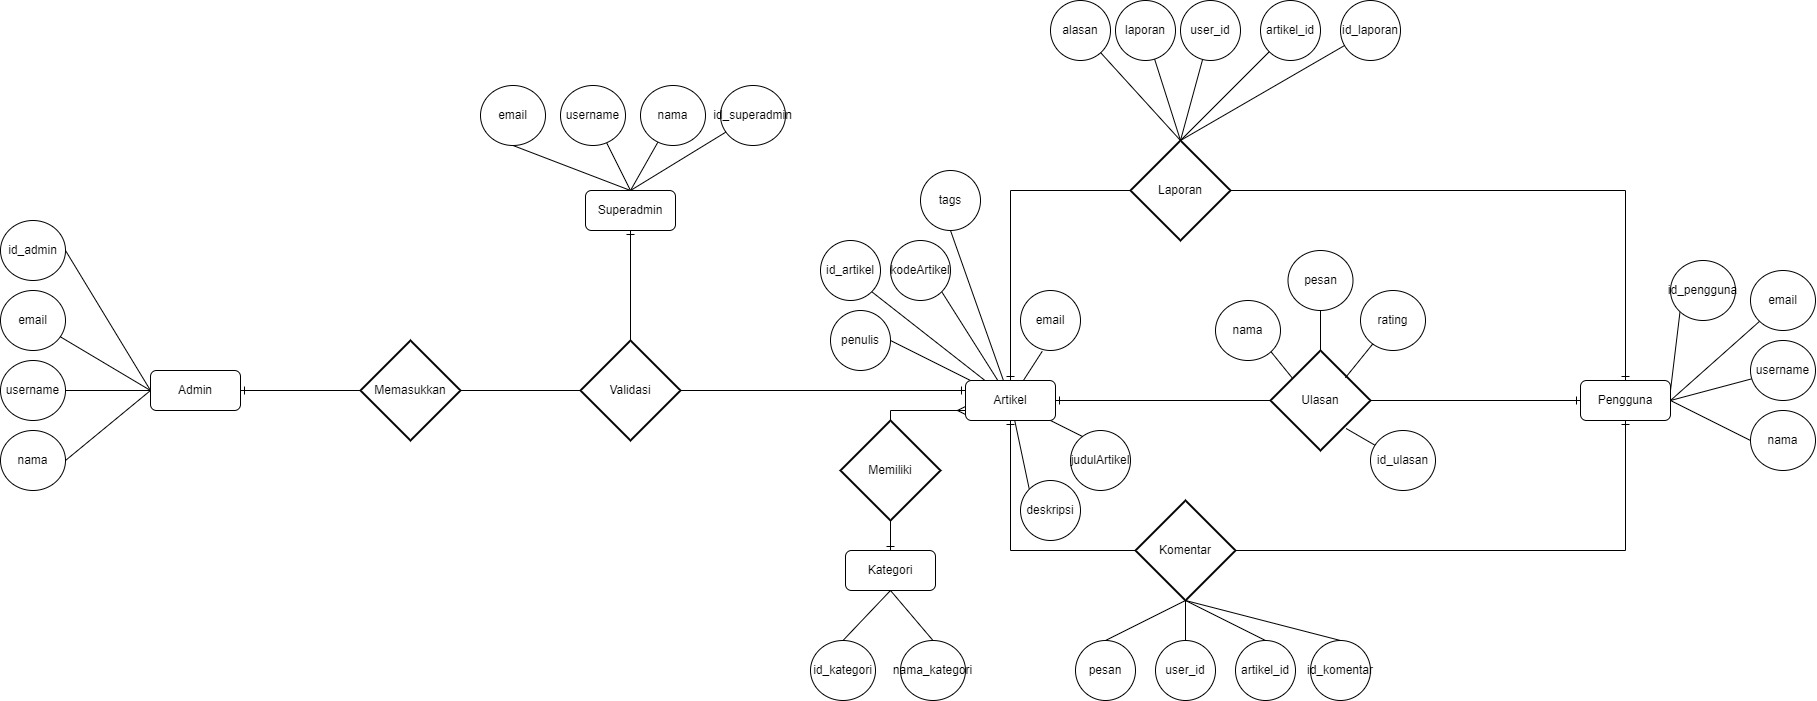 alasan
laporan
user_id
artikel_id
id_laporan
email
username
nama
id_superadmin
Superadmin
Laporan
tags
id_admin
email
username
nama
Admin
Memasukkan
Validasi
id_artikel
kodeArtikel
penulis
email
Artikel
judulArtikel
deskripsi
Memiliki
Kategori
id_kategori
nama_kategori
nama
pesan
rating
Ulasan
id_ulasan
id_pengguna
email
username
nama
Pengguna
Komentar
pesan
user_id
artikel_id
id_komentar